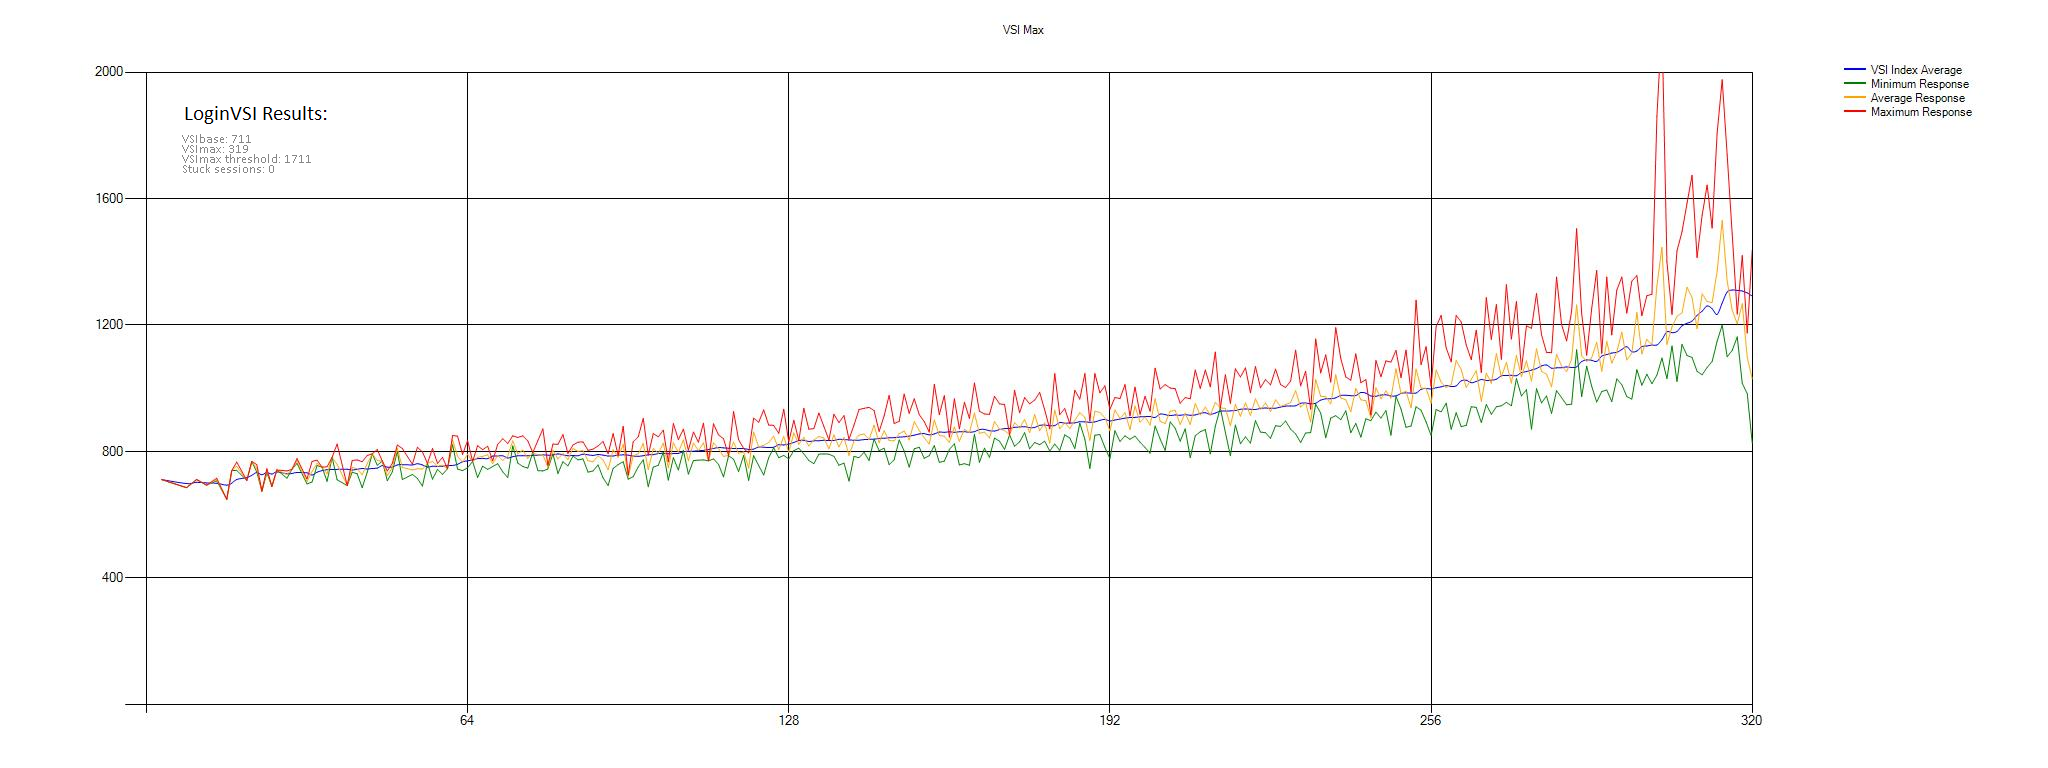 VSI Max
2000
1600
1200
800
400
64
128
192
256
320
LoginVSI Results:
VSIbase: 711
VSImax: 319
VSImax threshold: 1711
Stuck sessions: 0
VSI Index Average
Minimum Response
Average Response
Maximum Response